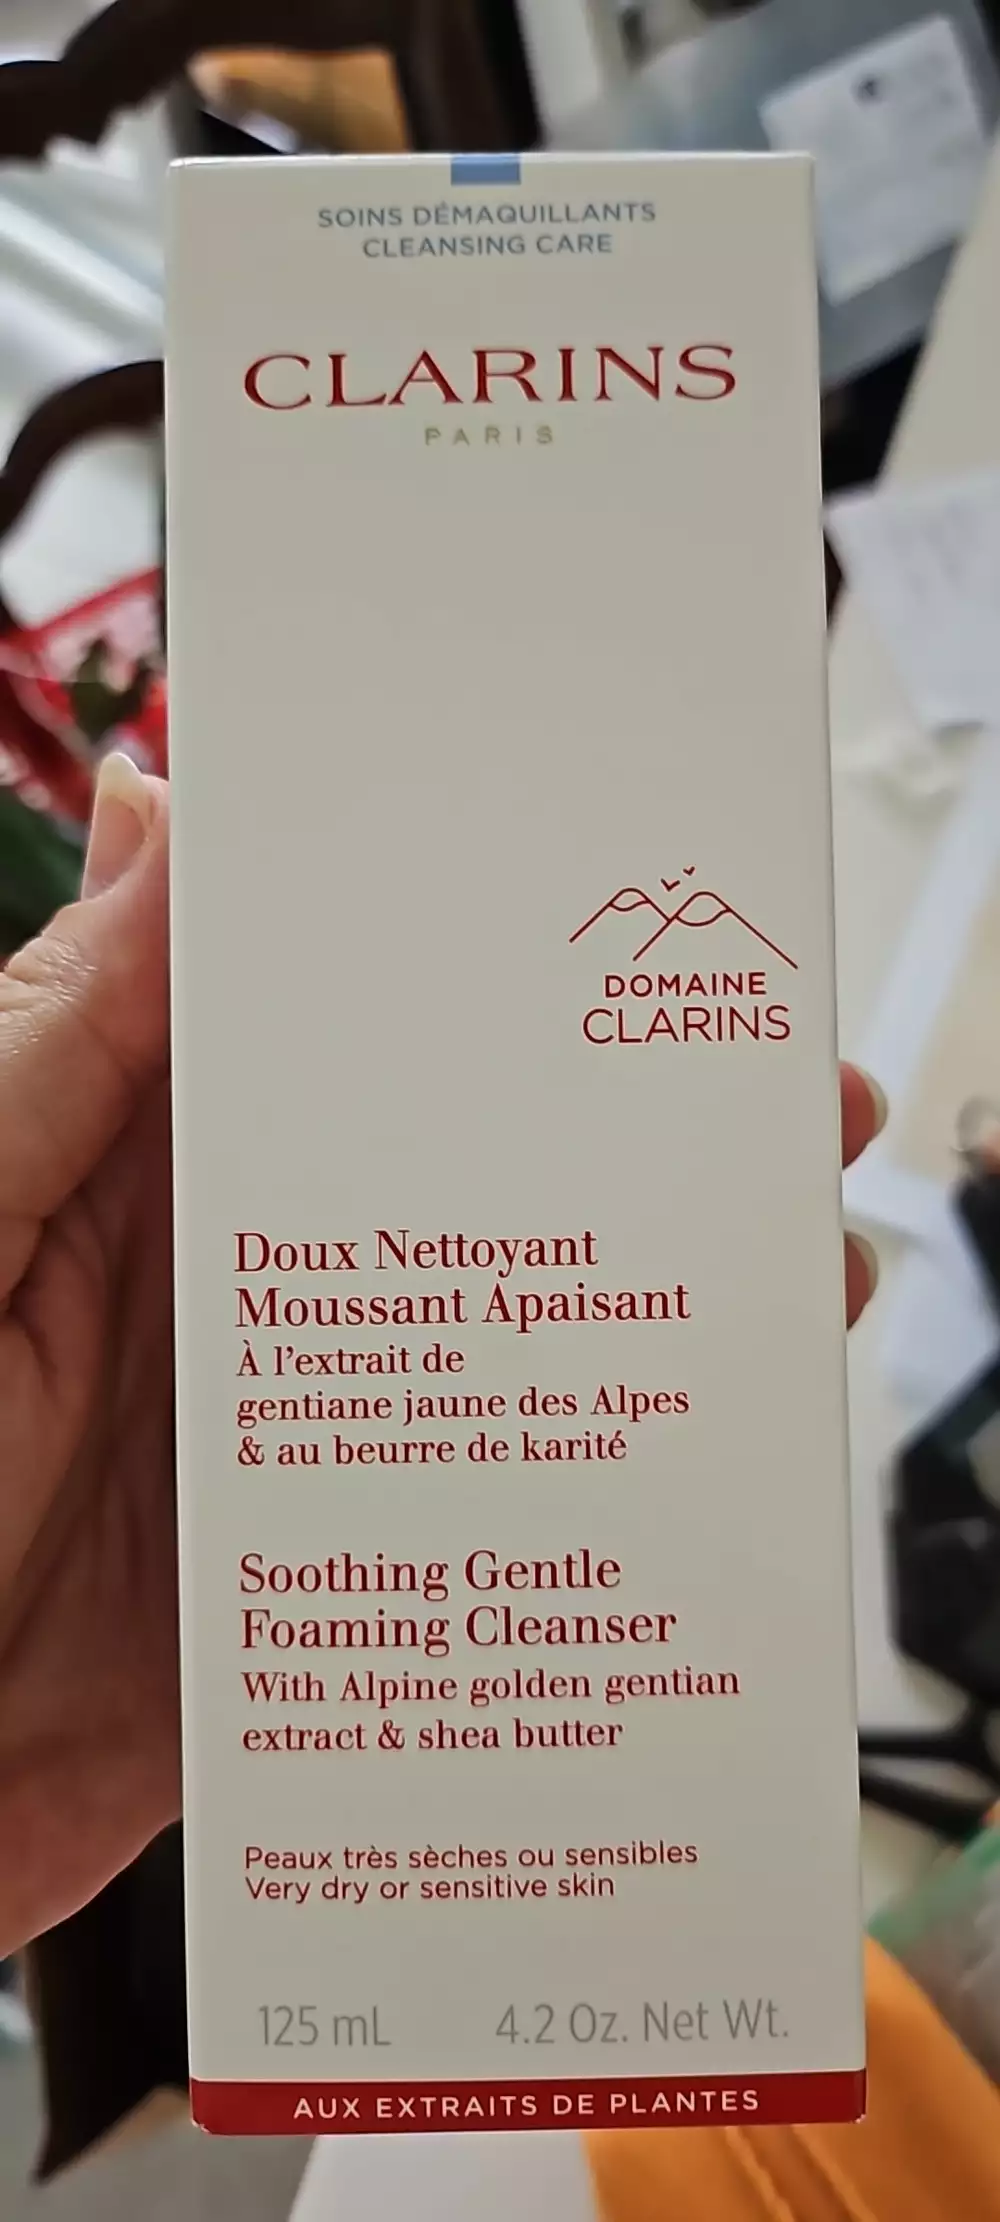 SOINS DÉMAQUILLANTS
CLEANSING CARE
CLARINS
PARIS
DOMAINE
CLARINS
Doux Nettoyant
Moussant Apaisant
À l'extrait de
gentiane jaune des Alpes
& au beurre de karité
Soothing Gentle
Foaming Cleanser
With Alpine golden gentian
extract & shea butter
Peaux très sèches ou sensibles
Very dry or sensitive skin
125 mL 4.2 Oz. Net Wt.
AUX EXTRAITS DE PLANTES